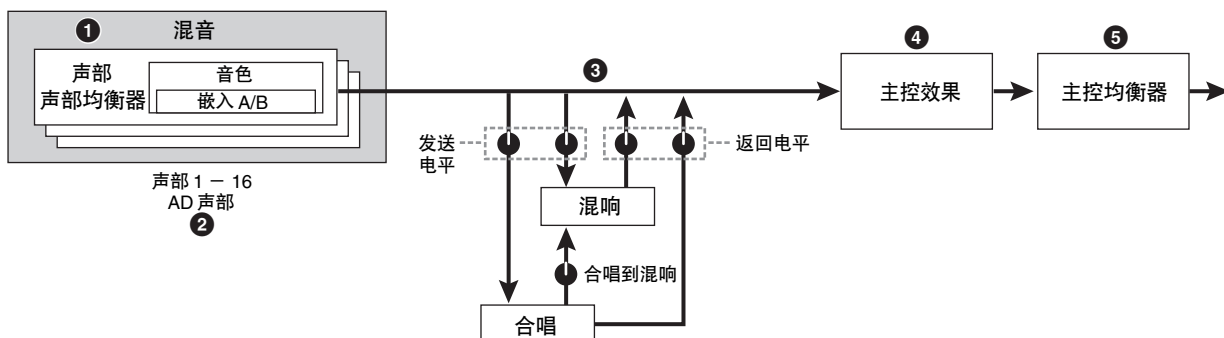 ❶ 混音
声部
声部均衡器
音色
嵌入 A/B
声部 1 － 16
AD 声部
❷
❸
发送
电平
返回电平
混响
合唱到混响
合唱
❹
主控效果
❺
主控均衡器